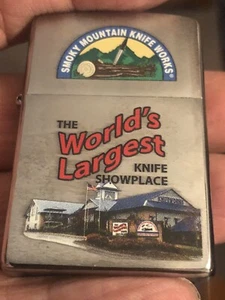 SMOKY MOUNTAIN KNIFE WORKS®
THE
World's
Largest
KNIFE
SHOWPLACE